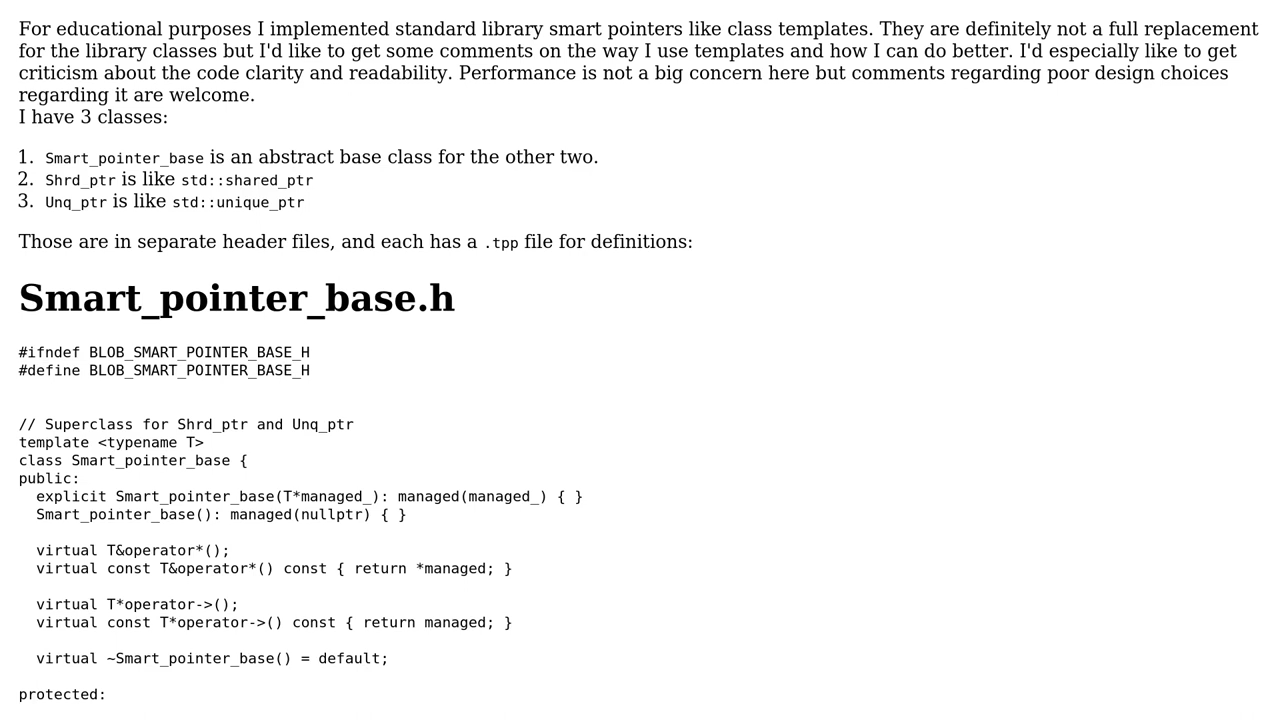 For educational purposes I implemented standard library smart pointers like class templates. They are definitely not a full replacement
for the library classes but I'd like to get some comments on the way I use templates and how I can do better. I'd especially like to get
criticism about the code clarity and readability. Performance is not a big concern here but comments regarding poor design choices
regarding it are welcome.
I have 3 classes:
1. Smart_pointer_base is an abstract base class for the other two.
2. Shrd_ptr is like std::shared_ptr
3. Unq_ptr is like std::unique_ptr
Those are in separate header files, and each has a .tpp file for definitions:
Smart_pointer_base.h
#ifndef BLOB_SMART_POINTER_BASE_H
#define BLOB_SMART_POINTER_BASE_H
// Superclass for Shrd_ptr and Unq_ptr
template <typename T>
class Smart_pointer_base {
public:
  explicit Smart_pointer_base(T*managed_): managed(managed_) { }
  Smart_pointer_base(): managed(nullptr) { }
  virtual T&operator*();
  virtual const T&operator*() const { return *managed; }
  virtual T*operator->();
  virtual const T*operator->() const { return managed; }
  virtual ~Smart_pointer_base() = default;
protected: